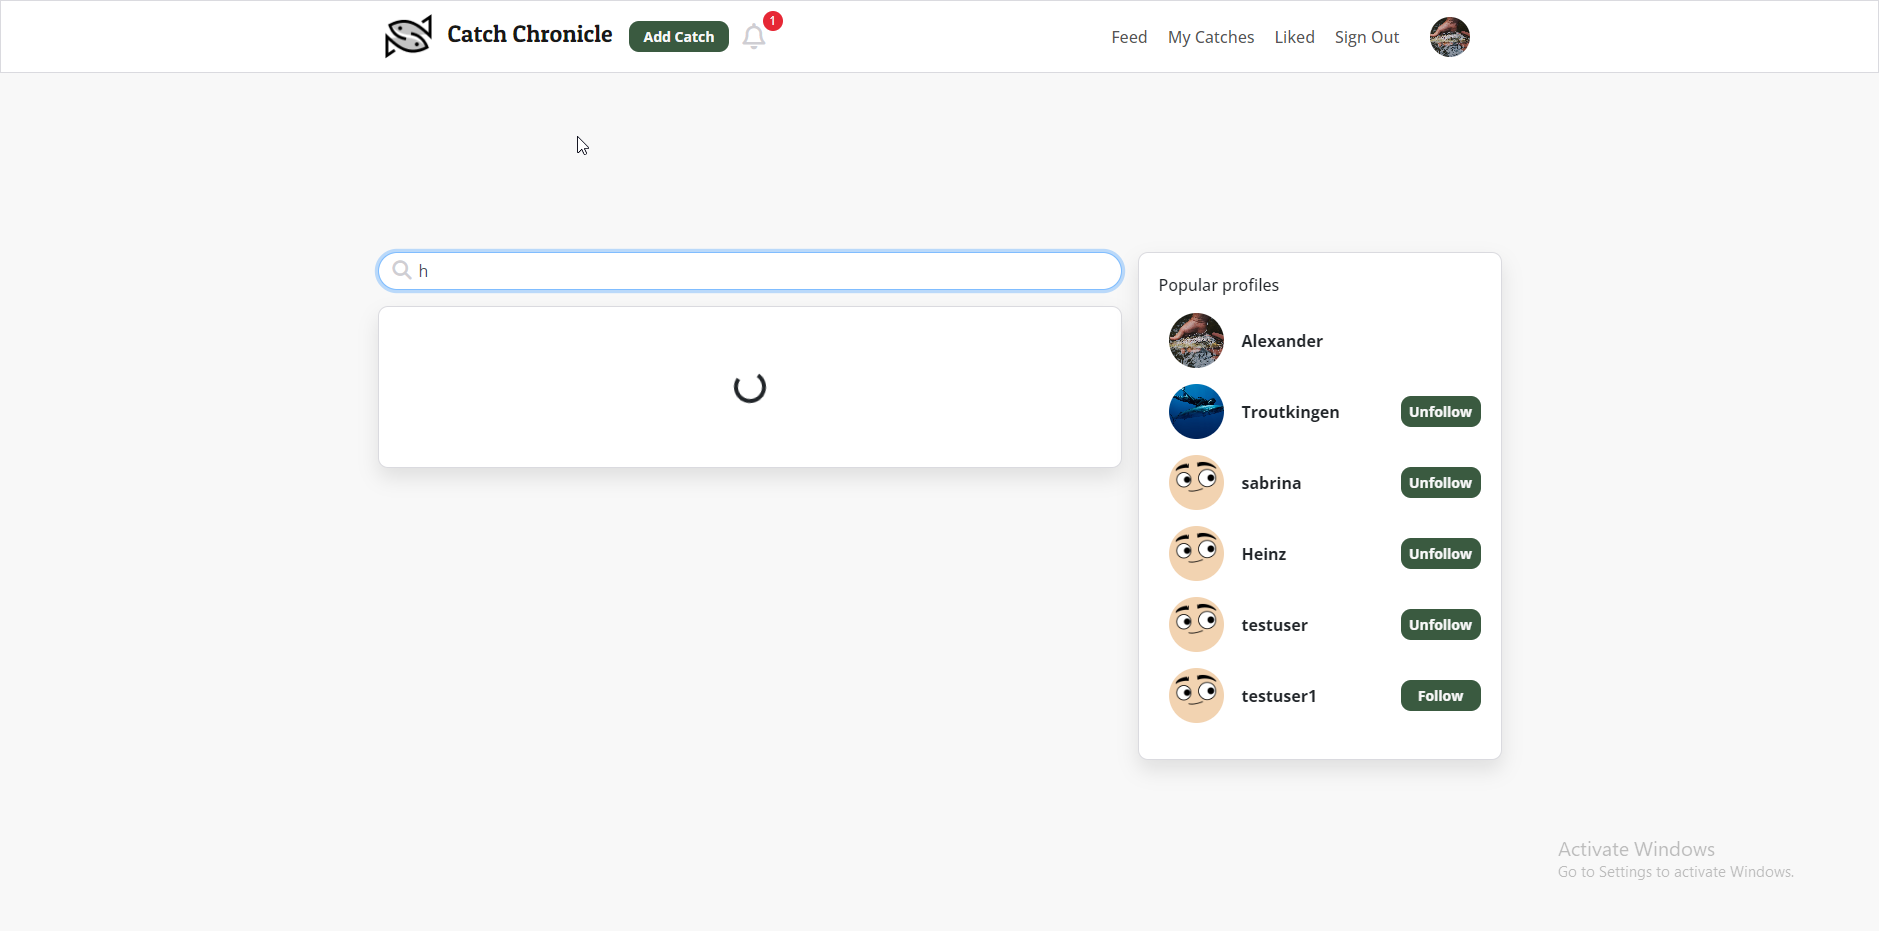 Catch Chronicle
Add Catch
1
Feed
My Catches
Liked
Sign Out
h
Popular profiles
Alexander
Troutkingen
Unfollow
sabrina
Unfollow
Heinz
Unfollow
testuser
Unfollow
testuser1
Follow
Activate Windows
Go to Settings to activate Windows.